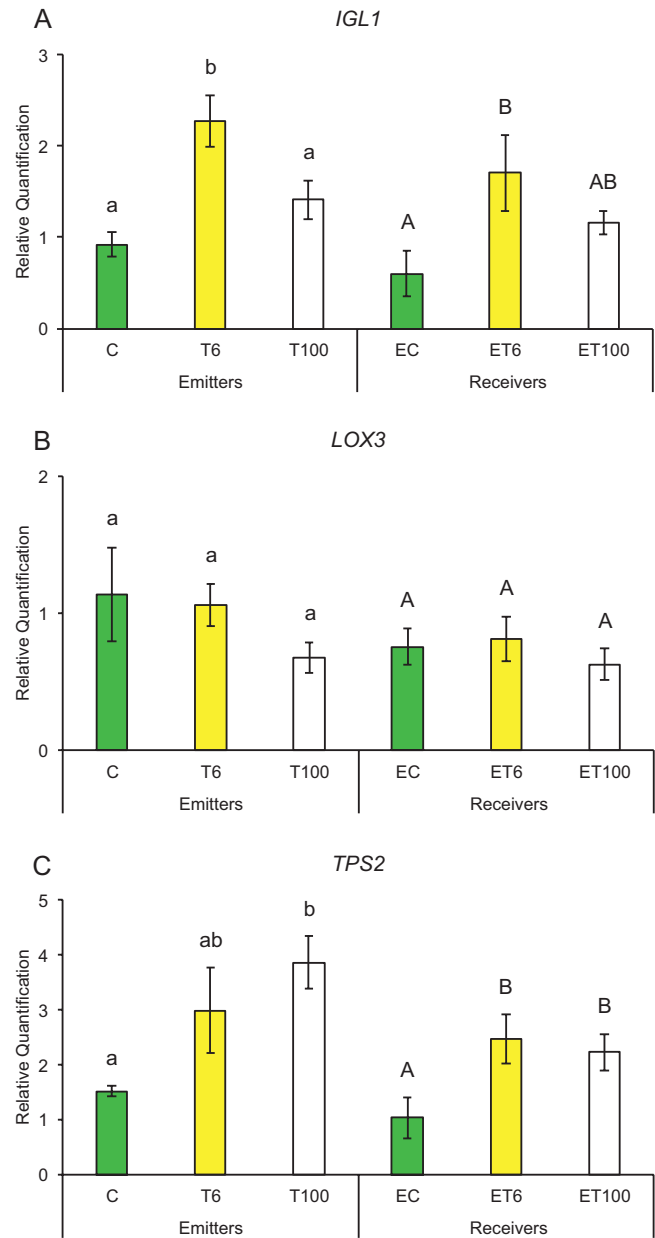 A
IGL1
Relative Quantification
3
2
1
0
a
b
a
A
B
AB
C T6 T100 EC ET6 ET100
Emitters Receivers
B
LOX3
Relative Quantification
2
1
0
a
a
a
A
A
A
C T6 T100 EC ET6 ET100
Emitters Receivers
C
TPS2
Relative Quantification
5
4
3
2
1
0
a
ab
b
A
B
B
C T6 T100 EC ET6 ET100
Emitters Receivers